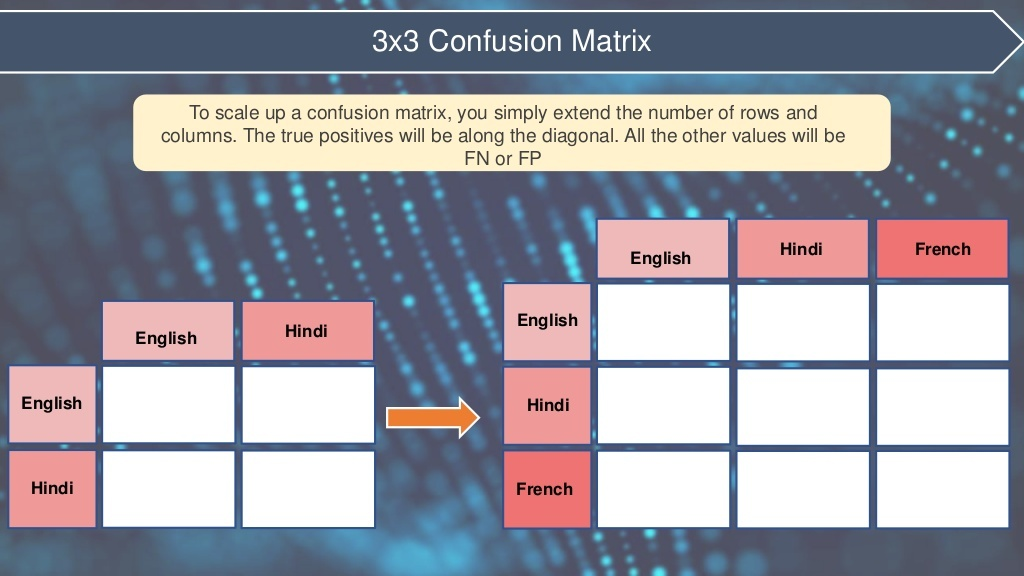 3x3 Confusion Matrix
To scale up a confusion matrix, you simply extend the number of rows and
columns. The true positives will be along the diagonal. All the other values will be
FN or FP
English Hindi
English
Hindi
English Hindi French
English
Hindi
French